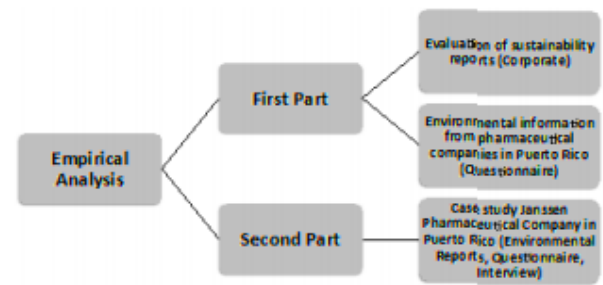 Empirical
Analysis
First Part
Second Part
Evaluation of sustainability
reports (Corporate)
Environmental information
from pharmaceutical
companies in Puerto Rico
(Questionnaire)
Case study Janssen
Pharmaceutical Company in
Puerto Rico (Environmental
Reports, Questionnaire,
Interview)